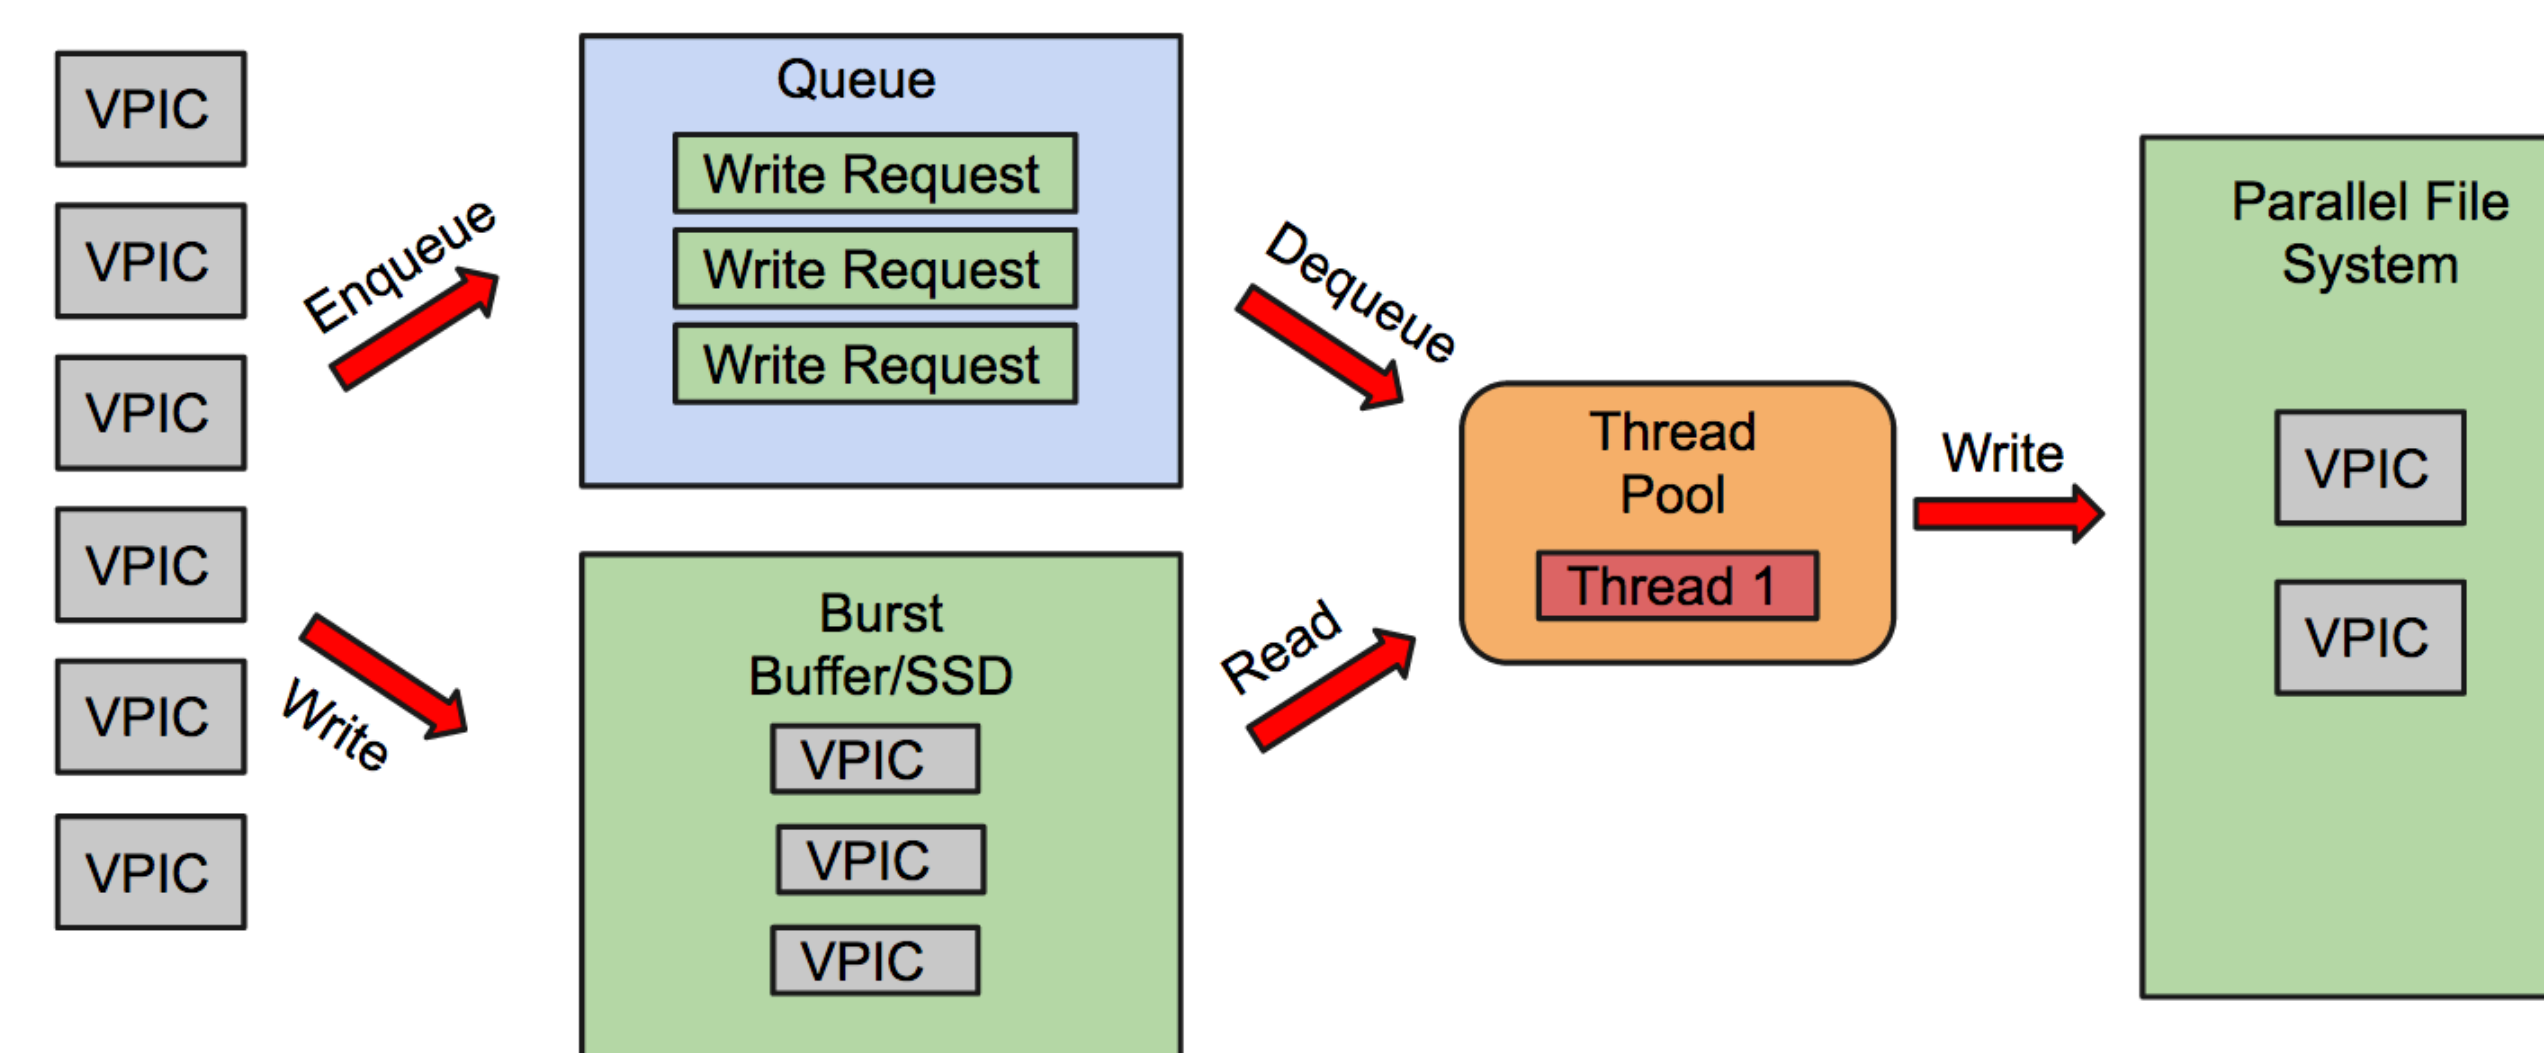 VPIC
VPIC
VPIC
VPIC
VPIC
VPIC
Enqueue
Write
Queue
Write Request
Write Request
Write Request
Burst
Buffer/SSD
VPIC
VPIC
VPIC
Dequeue
Read
Thread
Pool
Thread 1
Write
Parallel File
System
VPIC
VPIC